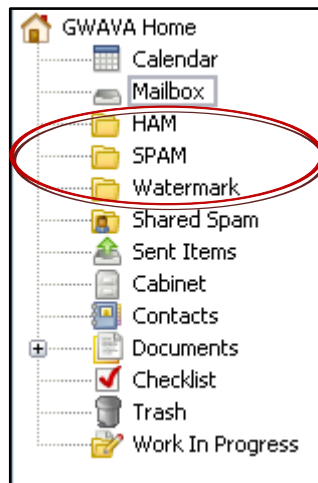 GWAVA Home
Calendar
Mailbox
HAM
SPAM
Watermark
Shared Spam
Sent Items
Cabinet
Contacts
Documents
Checklist
Trash
Work In Progress